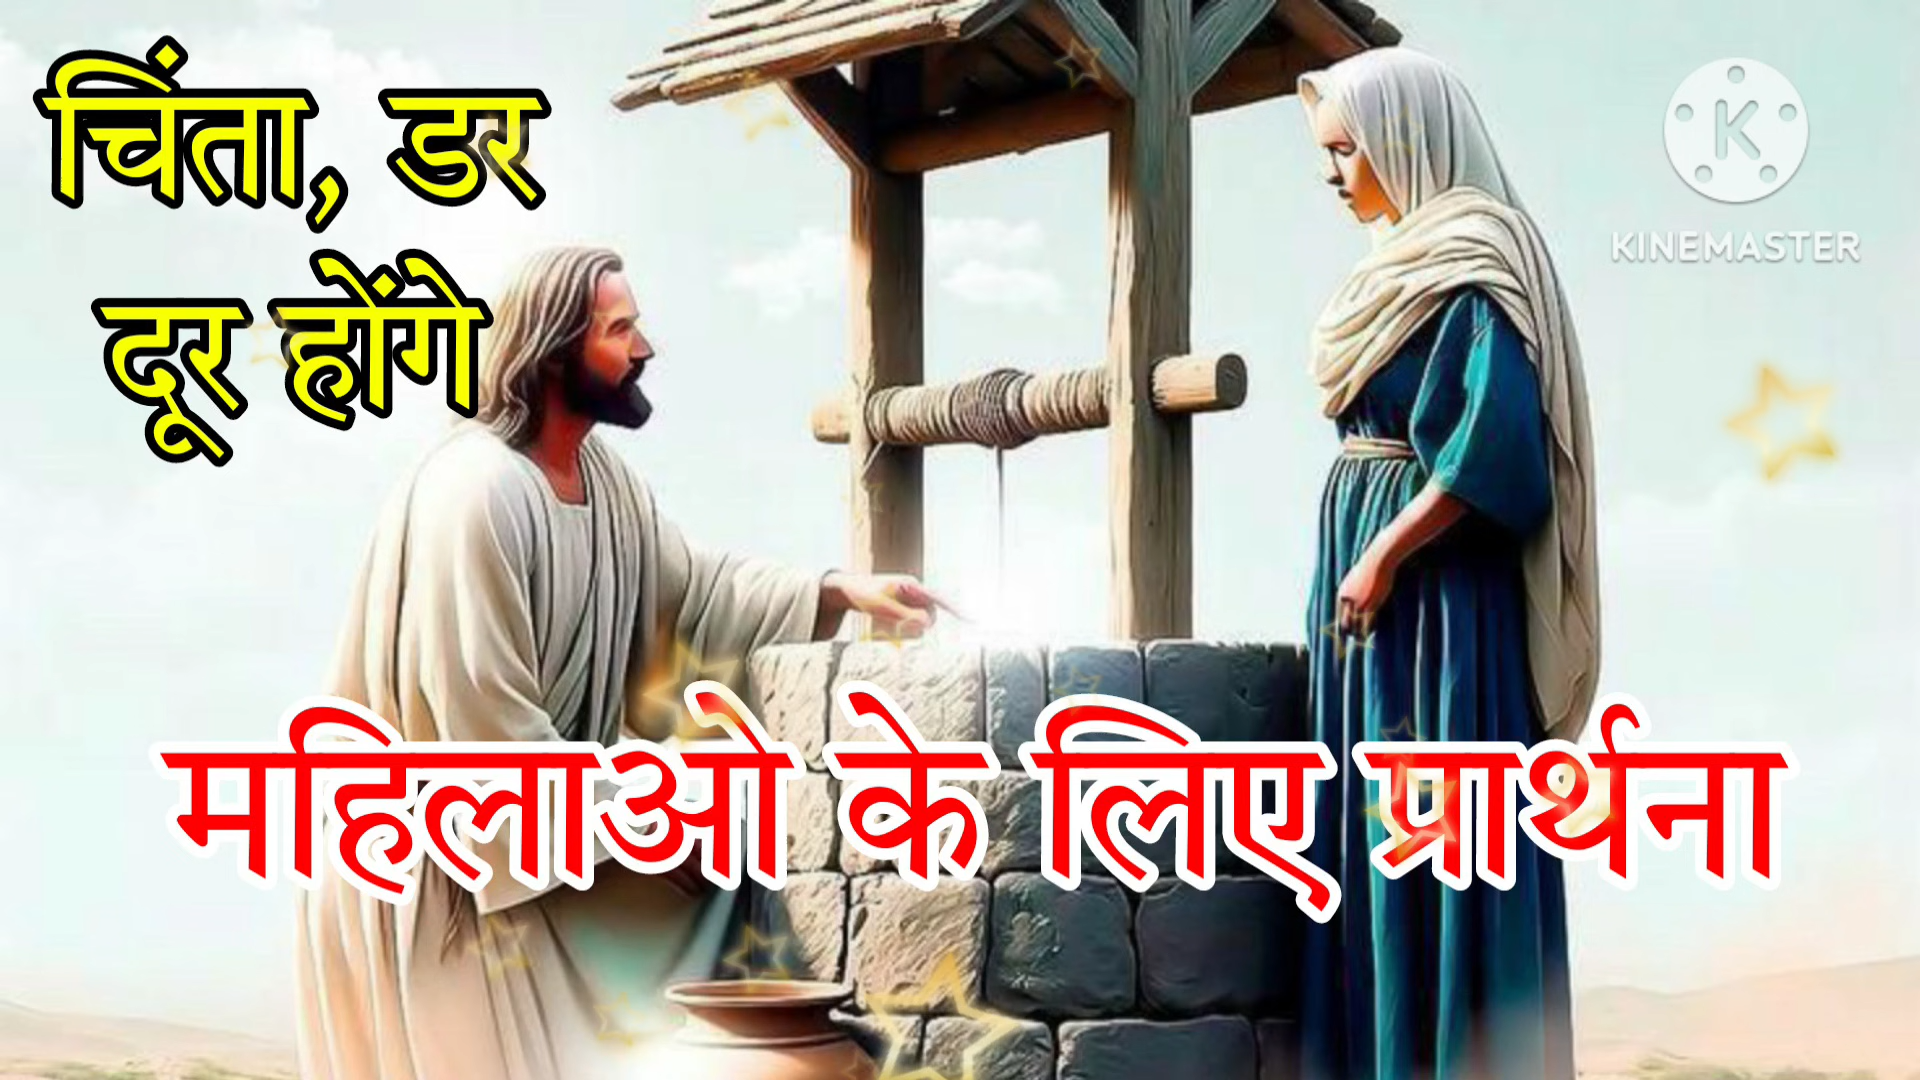 चिंता, डर
दूर होंगे
K
KINEMASTER
महिलाओ के लिए प्रार्थना